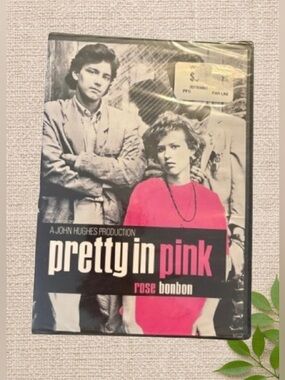 A JOHN HUGHES PRODUCTION
pretty in pink
rose bonbon